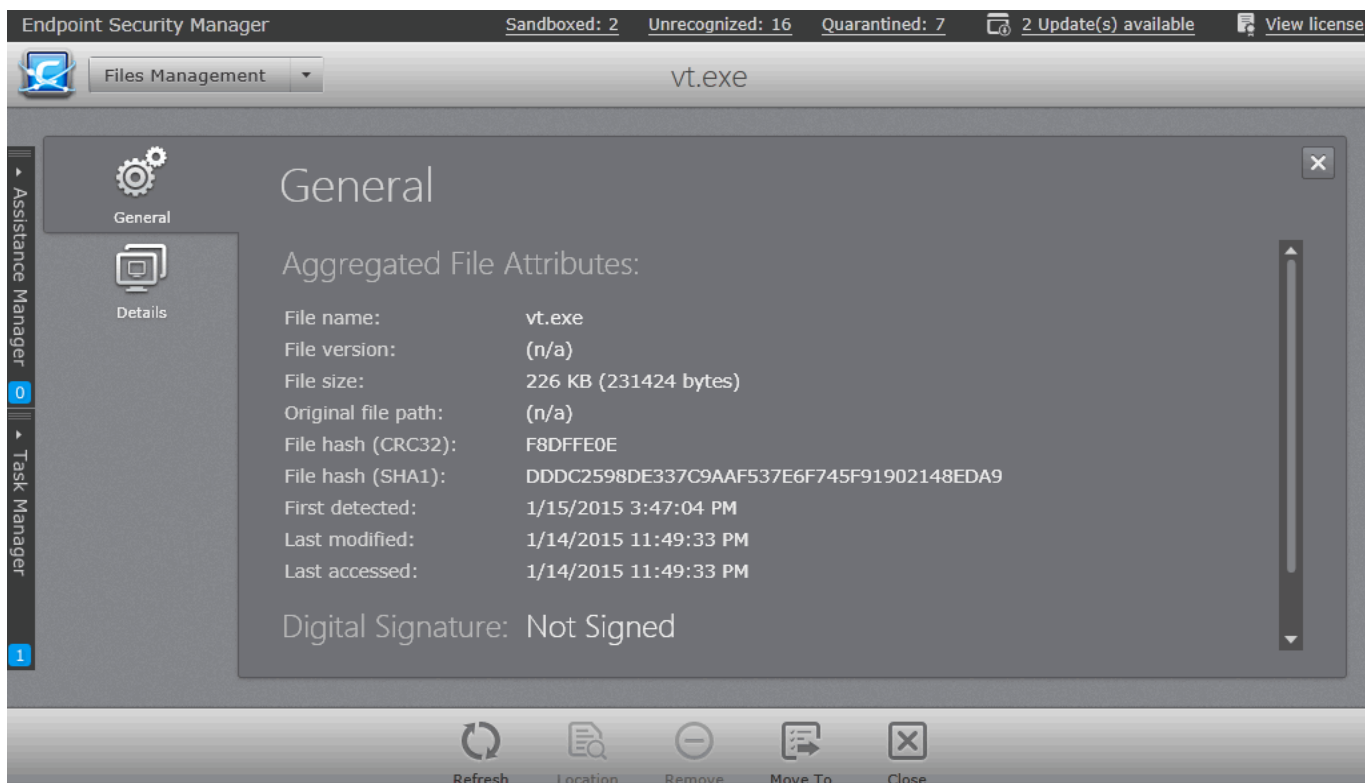 Endpoint Security Manager
Sandboxed: 2 Unrecognized: 16 Quarantined: 7 2 Update(s) available View license
Files Management
vt.exe
Assistance Manager
0
Task Manager
1
General
Details
General
Aggregated File Attributes:
File name: vt.exe
File version: (n/a)
File size: 226 KB (231424 bytes)
Original file path: (n/a)
File hash (CRC32): F8DFFE0E
File hash (SHA1): DDDC2598DE337C9AAF537E6F745F91902148EDA9
First detected: 1/15/2015 3:47:04 PM
Last modified: 1/14/2015 11:49:33 PM
Last accessed: 1/14/2015 11:49:33 PM
Digital Signature: Not Signed
Refresh Location Remove Move To Close